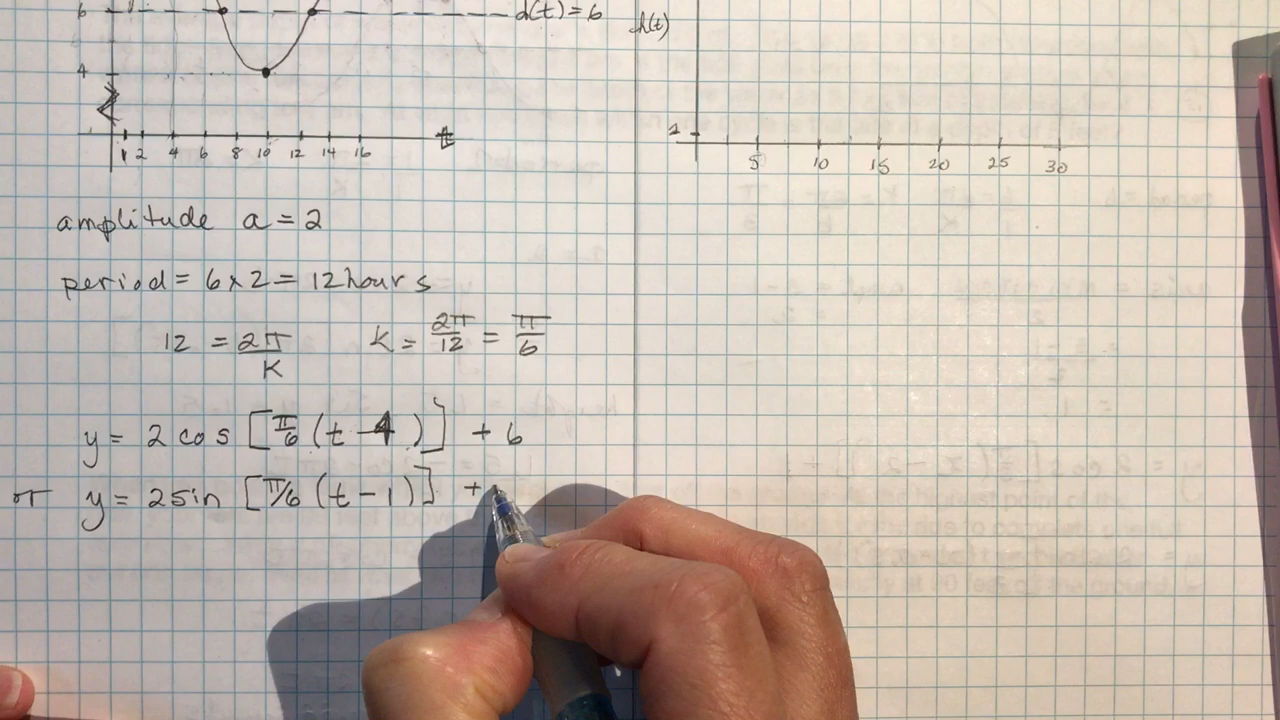 6 d(t) = 6
4
1 2 4 6 8 10 12 14 16 t
amplitude a = 2
period = 6 x 2 = 12 hours
12 = 2π/K K = 2π/12 = π/6
y = 2 cos [π/6 (t - 4)] + 6
or y = 2 sin [π/6 (t - 1)] +
h(t)
5 10 15 20 25 30